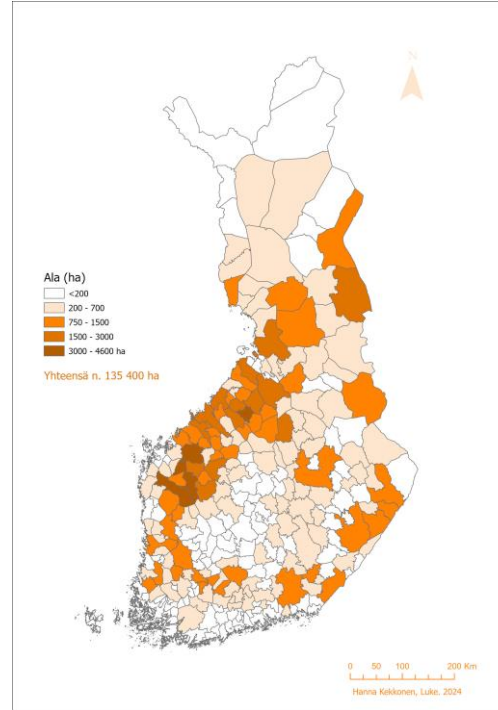 N
Ala (ha)
<200
200 - 700
750 - 1500
1500 - 3000
3000 - 4600 ha
Yhteensä n. 135 400 ha
0 50 100 200 Km
Hanna Kekkonen, Luke. 2024